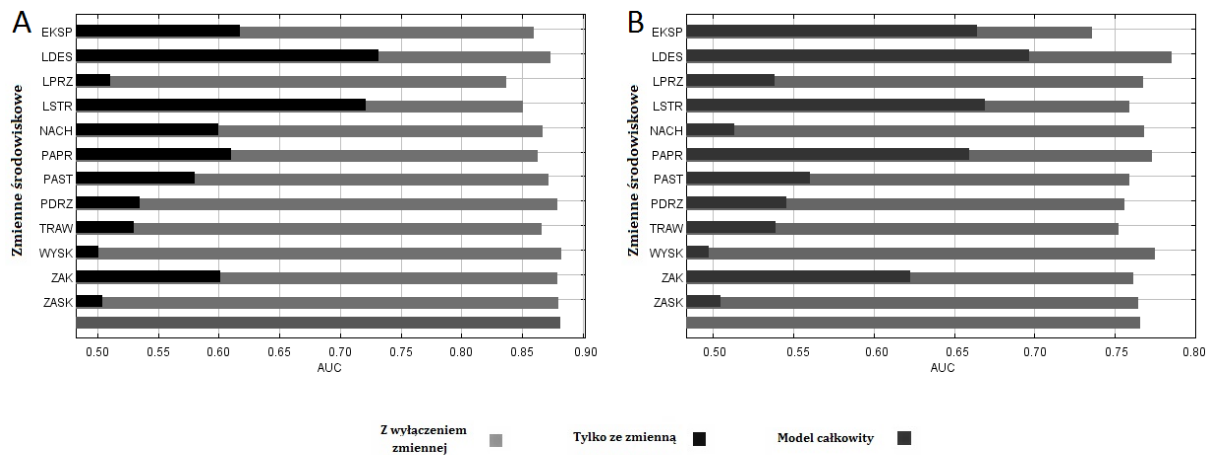 A
Zmienne środowiskowe
EKSP
LDES
LPRZ
LSTR
NACH
PAPR
PAST
PDRZ
TRAW
WYSK
ZAK
ZASK
0.50 0.55 0.60 0.65 0.70 0.75 0.80 0.85 0.90
AUC
B
Zmienne środowiskowe
EKSP
LDES
LPRZ
LSTR
NACH
PAPR
PAST
PDRZ
TRAW
WYSK
ZAK
ZASK
0.50 0.55 0.60 0.65 0.70 0.75 0.80
AUC
Z wyłączeniem
zmiennej
Tylko ze zmienną
Model całkowity